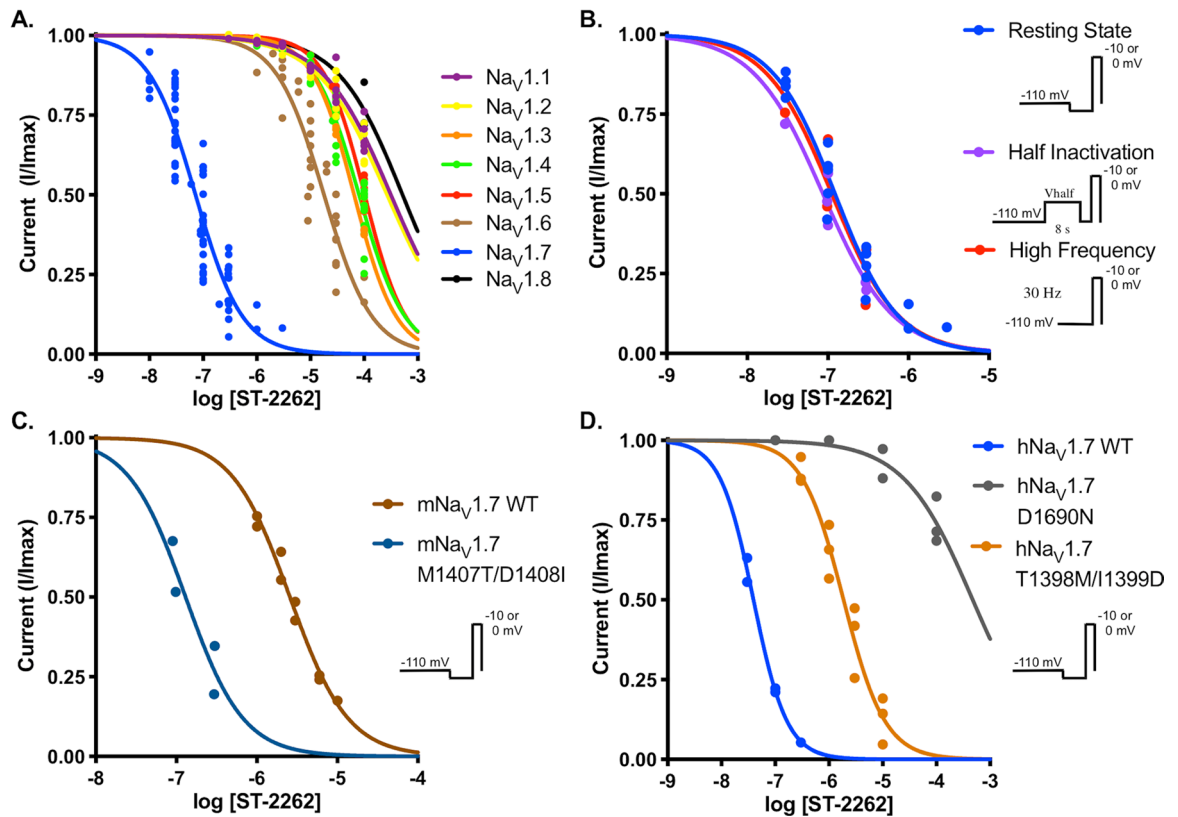 A.
Current (I/Imax)
1.00
0.75
0.50
0.25
0.00
-9 -8 -7 -6 -5 -4 -3
log [ST-2262]
NaV1.1
NaV1.2
NaV1.3
NaV1.4
NaV1.5
NaV1.6
NaV1.7
NaV1.8
B.
Current (I/Imax)
1.00
0.75
0.50
0.25
0.00
-9 -8 -7 -6 -5
log [ST-2262]
Resting State
-10 or
0 mV
-110 mV
Half Inactivation
-10 or
0 mV
Vhalf
-110 mV
8 s
High Frequency
-10 or
0 mV
30 Hz
-110 mV
C.
Current (I/Imax)
1.00
0.75
0.50
0.25
0.00
-8 -7 -6 -5 -4
log [ST-2262]
mNaV1.7 WT
mNaV1.7
M1407T/D1408I
-10 or
0 mV
-110 mV
D.
Current (I/Imax)
1.00
0.75
0.50
0.25
0.00
-9 -8 -7 -6 -5 -4 -3
log [ST-2262]
hNaV1.7 WT
hNaV1.7
D1690N
hNaV1.7
T1398M/I1399D
-10 or
0 mV
-110 mV